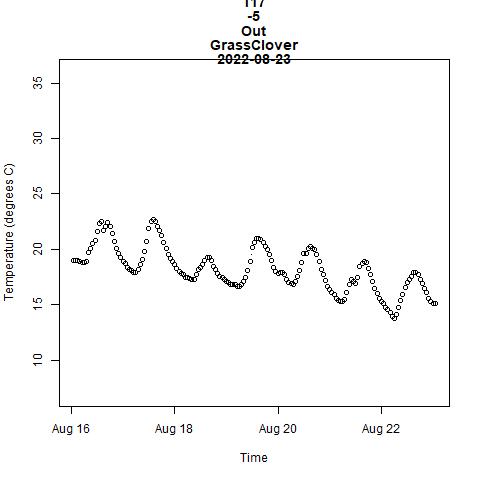 117
-5
Out
GrassClover
2022-08-23
Temperature (degrees C)
35
30
25
20
15
10
Aug 16
Aug 18
Aug 20
Aug 22
Time